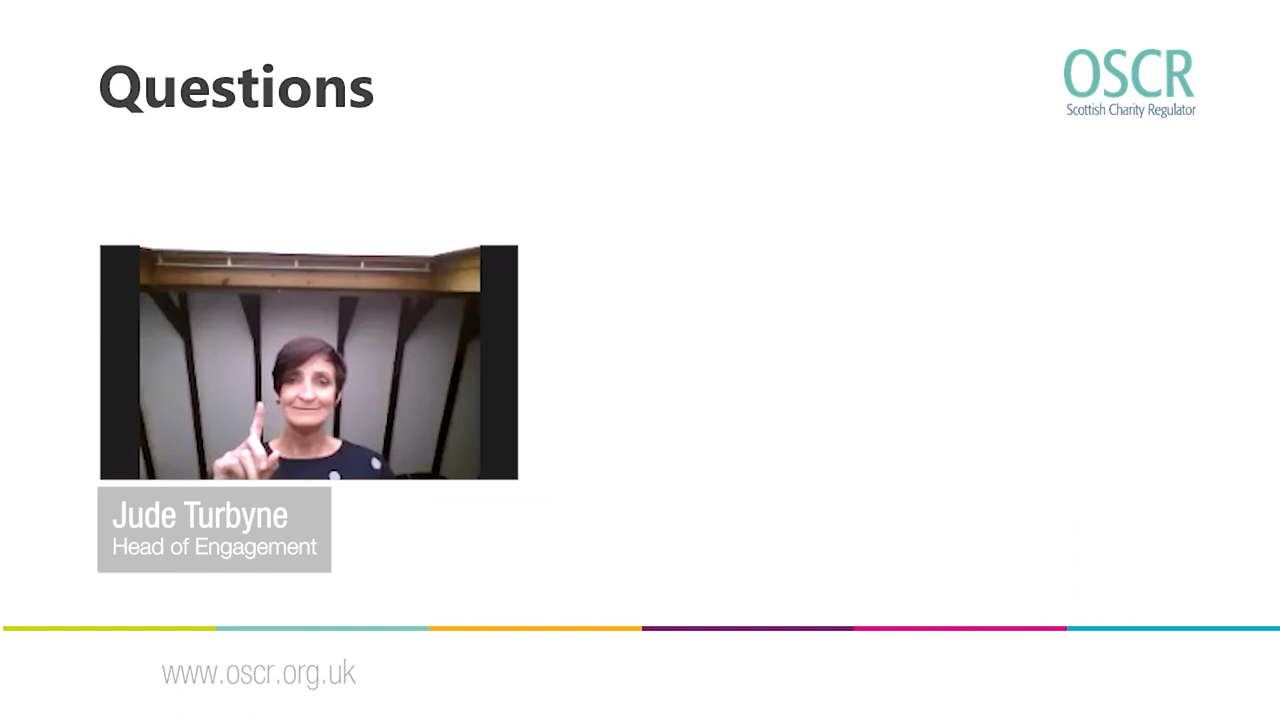 Questions
OSCR
Scottish Charity Regulator
Jude Turbyne
Head of Engagement
www.oscr.org.uk